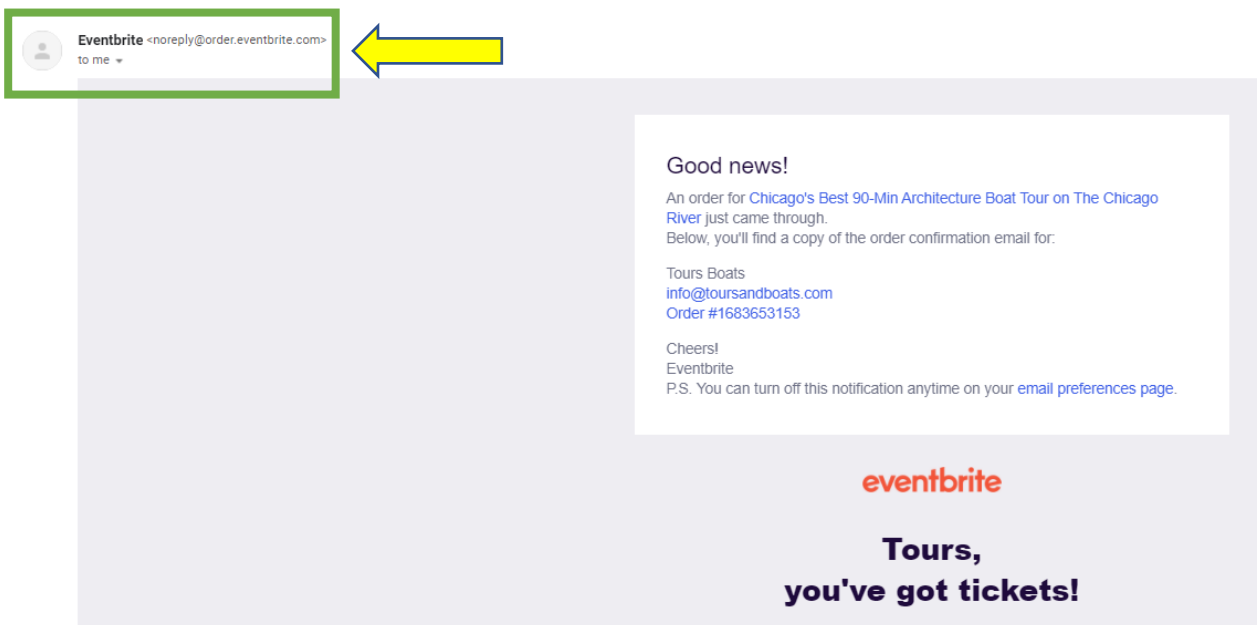 Eventbrite <noreply@order.eventbrite.com>
to me
Good news!
An order for Chicago's Best 90-Min Architecture Boat Tour on The Chicago
River just came through.
Below, you'll find a copy of the order confirmation email for:
Tours Boats
info@toursandboats.com
Order #1683653153
Cheers!
Eventbrite
P.S. You can turn off this notification anytime on your email preferences page.
eventbrite
Tours,
you've got tickets!